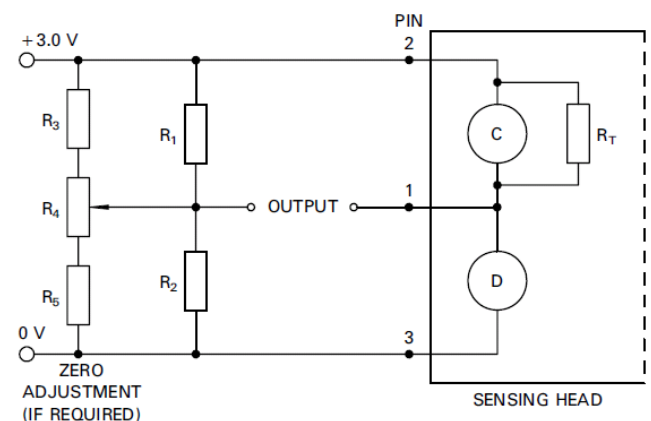 PIN
+3.0 V
2
R3
R1
C
RT
1
R4
OUTPUT
R2
D
R5
0 V
3
ZERO
ADJUSTMENT
(IF REQUIRED)
SENSING HEAD